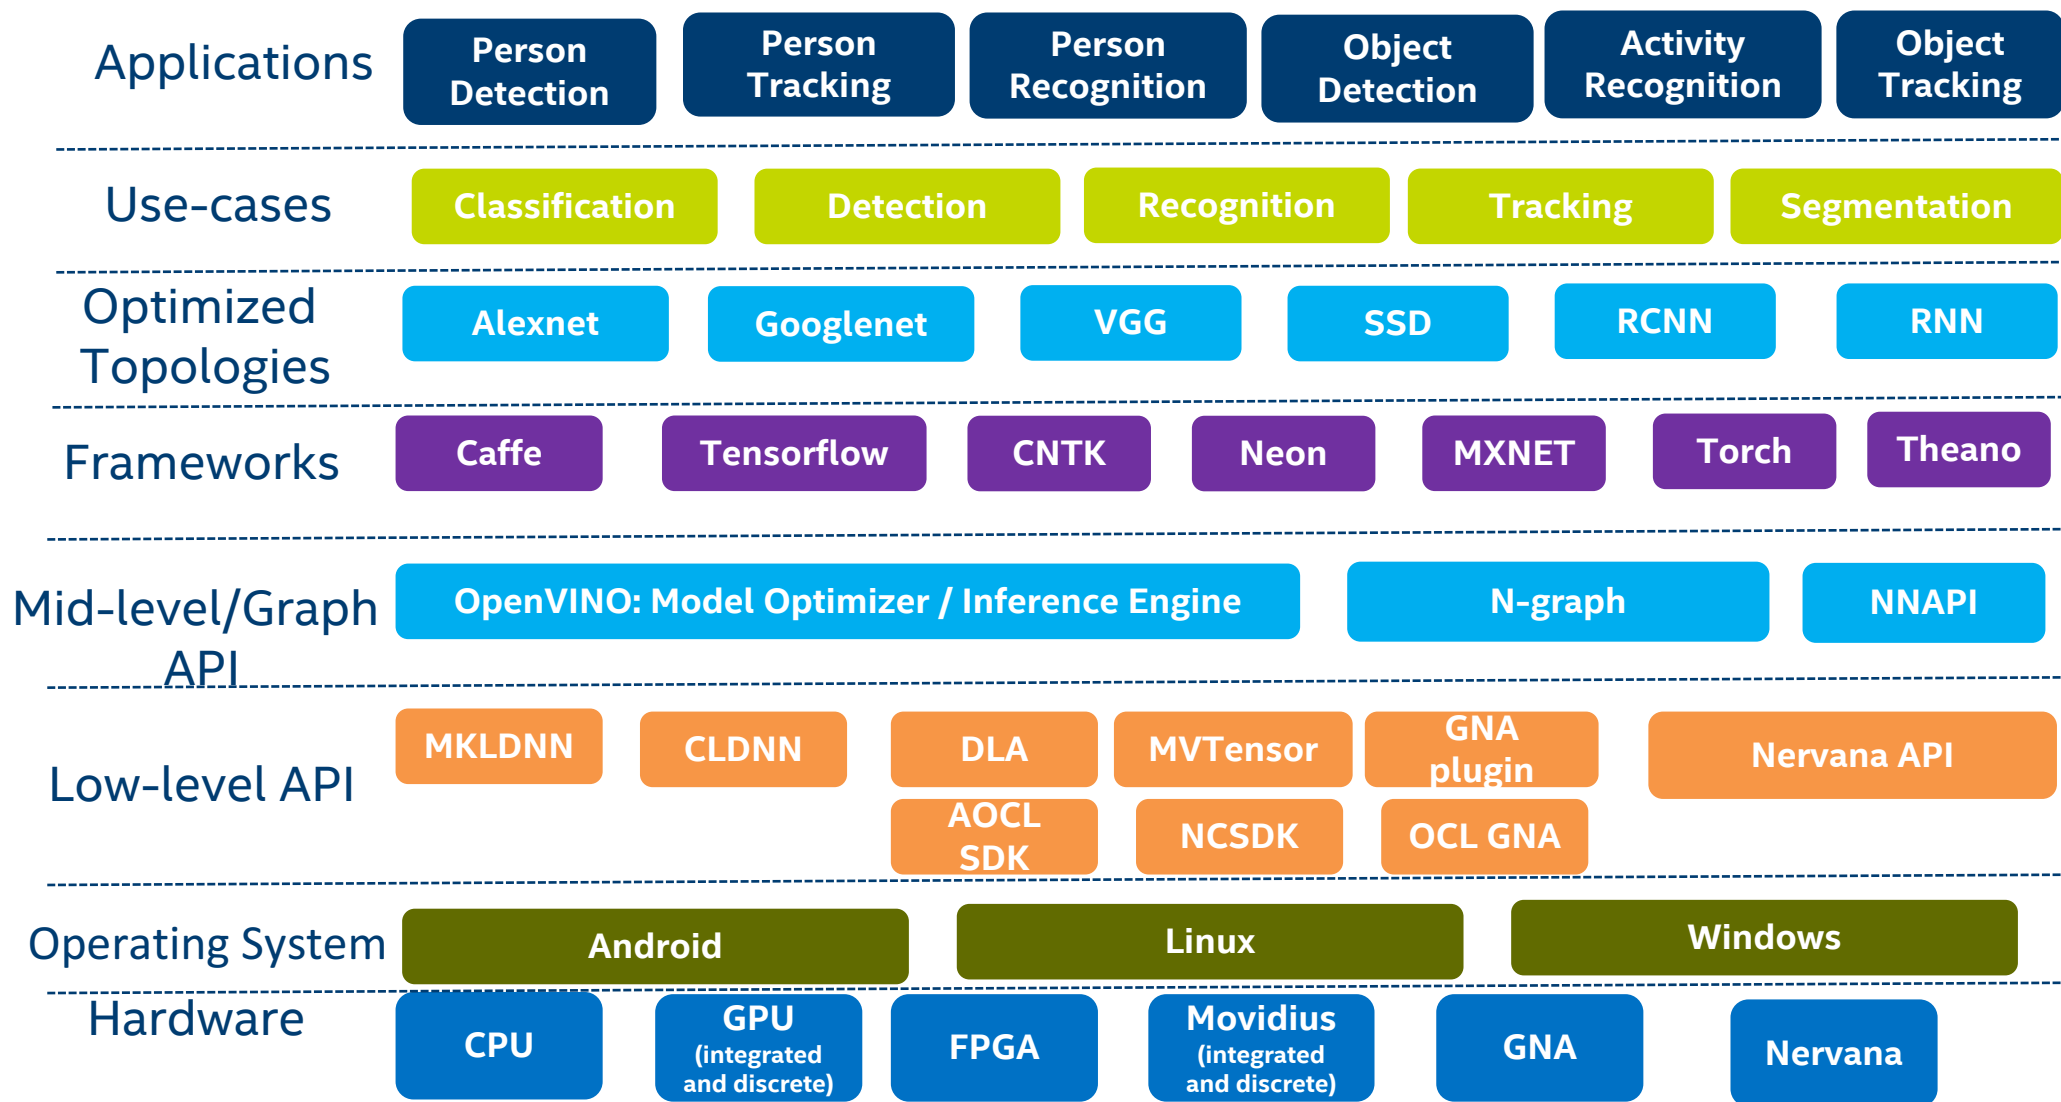 Applications
Person
Detection
Person
Tracking
Person
Recognition
Object
Detection
Activity
Recognition
Object
Tracking
Use-cases
Classification
Detection
Recognition
Tracking
Segmentation
Optimized
Topologies
Alexnet
Googlenet
VGG
SSD
RCNN
RNN
Frameworks
Caffe
Tensorflow
CNTK
Neon
MXNET
Torch
Theano
Mid-level/Graph
API
OpenVINO: Model Optimizer / Inference Engine
N-graph
NNAPI
Low-level API
MKLDNN
CLDNN
DLA
MVTensor
GNA
plugin
Nervana API
AOCL
SDK
NCSDK
OCL GNA
Operating System
Android
Linux
Windows
Hardware
CPU
GPU
(integrated
and discrete)
FPGA
Movidius
(integrated
and discrete)
GNA
Nervana